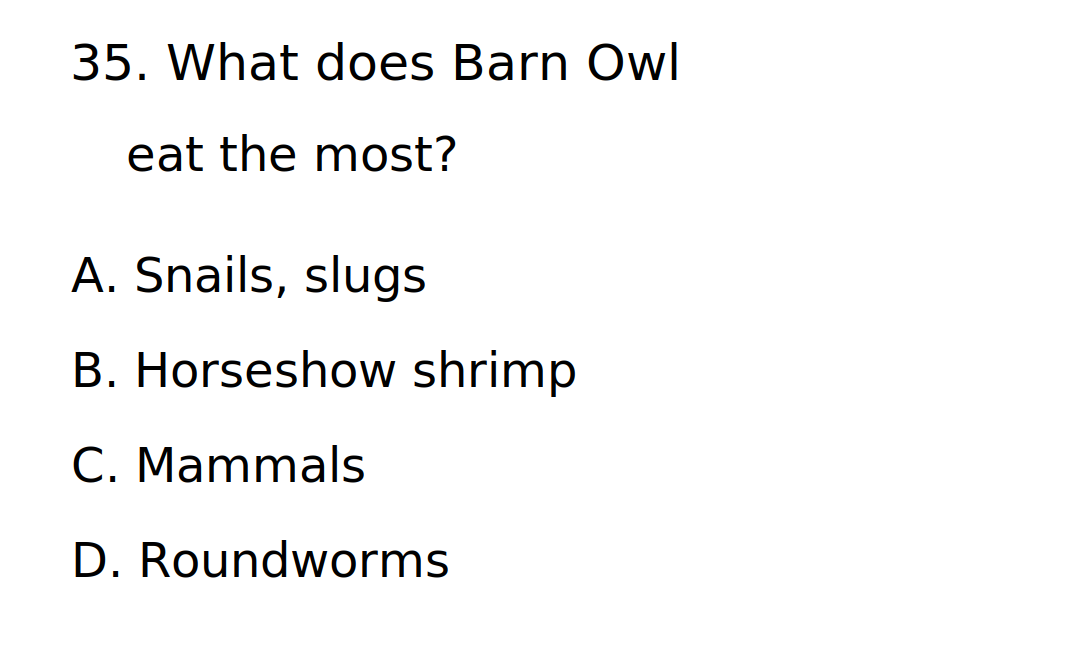 35. What does Barn Owl
eat the most?
A. Snails, slugs
B. Horseshow shrimp
C. Mammals
D. Roundworms